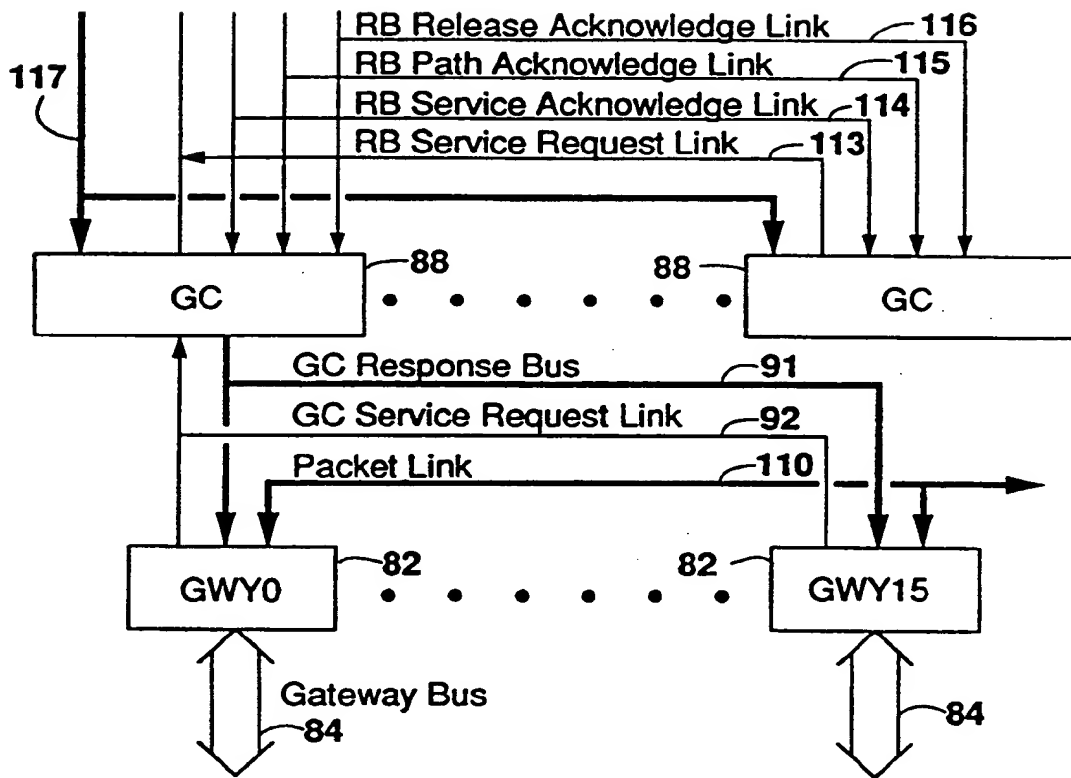 RB Release Acknowledge Link 116
117 RB Path Acknowledge Link 115
RB Service Acknowledge Link 114
RB Service Request Link 113
88 88
GC GC
GC Response Bus 91
GC Service Request Link 92
Packet Link 110
82 82
GWY0 GWY15
Gateway Bus
84 84